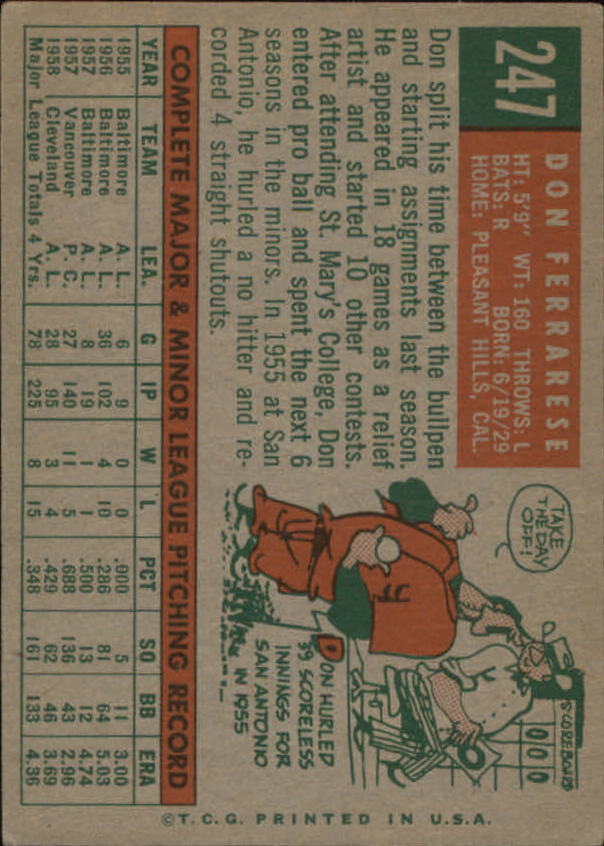 247
DON FERRARESE
HT: 5'9" WT: 160 THROWS: L
BATS: R BORN: 6/19/29
HOME: PLEASANT HILLS, CAL.
Don split his time between the bullpen
and starting assignments last season.
He appeared in 18 games as a relief
artist and started 10 other contests.
After attending St. Mary's College, Don
entered pro ball and spent the next 6
seasons in the minors. In 1955 at San
Antonio, he hurled a no hitter and re-
corded 4 straight shutouts.
TAKE
THE DAY
OFF!
SCOREBOARD
000
DON HURLED
39 SCORELESS
INNINGS FOR
SAN ANTONIO
IN 1955
COMPLETE MAJOR & MINOR LEAGUE PITCHING RECORD
YEAR TEAM LEA. G IP W L PCT SO BB ERA
1955 Baltimore A. L. 6 9 0 0 .000 5 11 3.00
1956 Baltimore A. L. 36 102 4 10 .286 81 64 5.03
1957 Baltimore A. L. 8 19 1 1 .500 13 12 4.74
1957 Vancouver P. C. 27 140 11 5 .688 136 43 2.96
1958 Cleveland A. L. 28 95 3 4 .429 62 46 3.69
Major League Totals 4 Yrs. 78 225 8 15 .348 161 133 4.36
©T. C. G. PRINTED IN U.S.A.